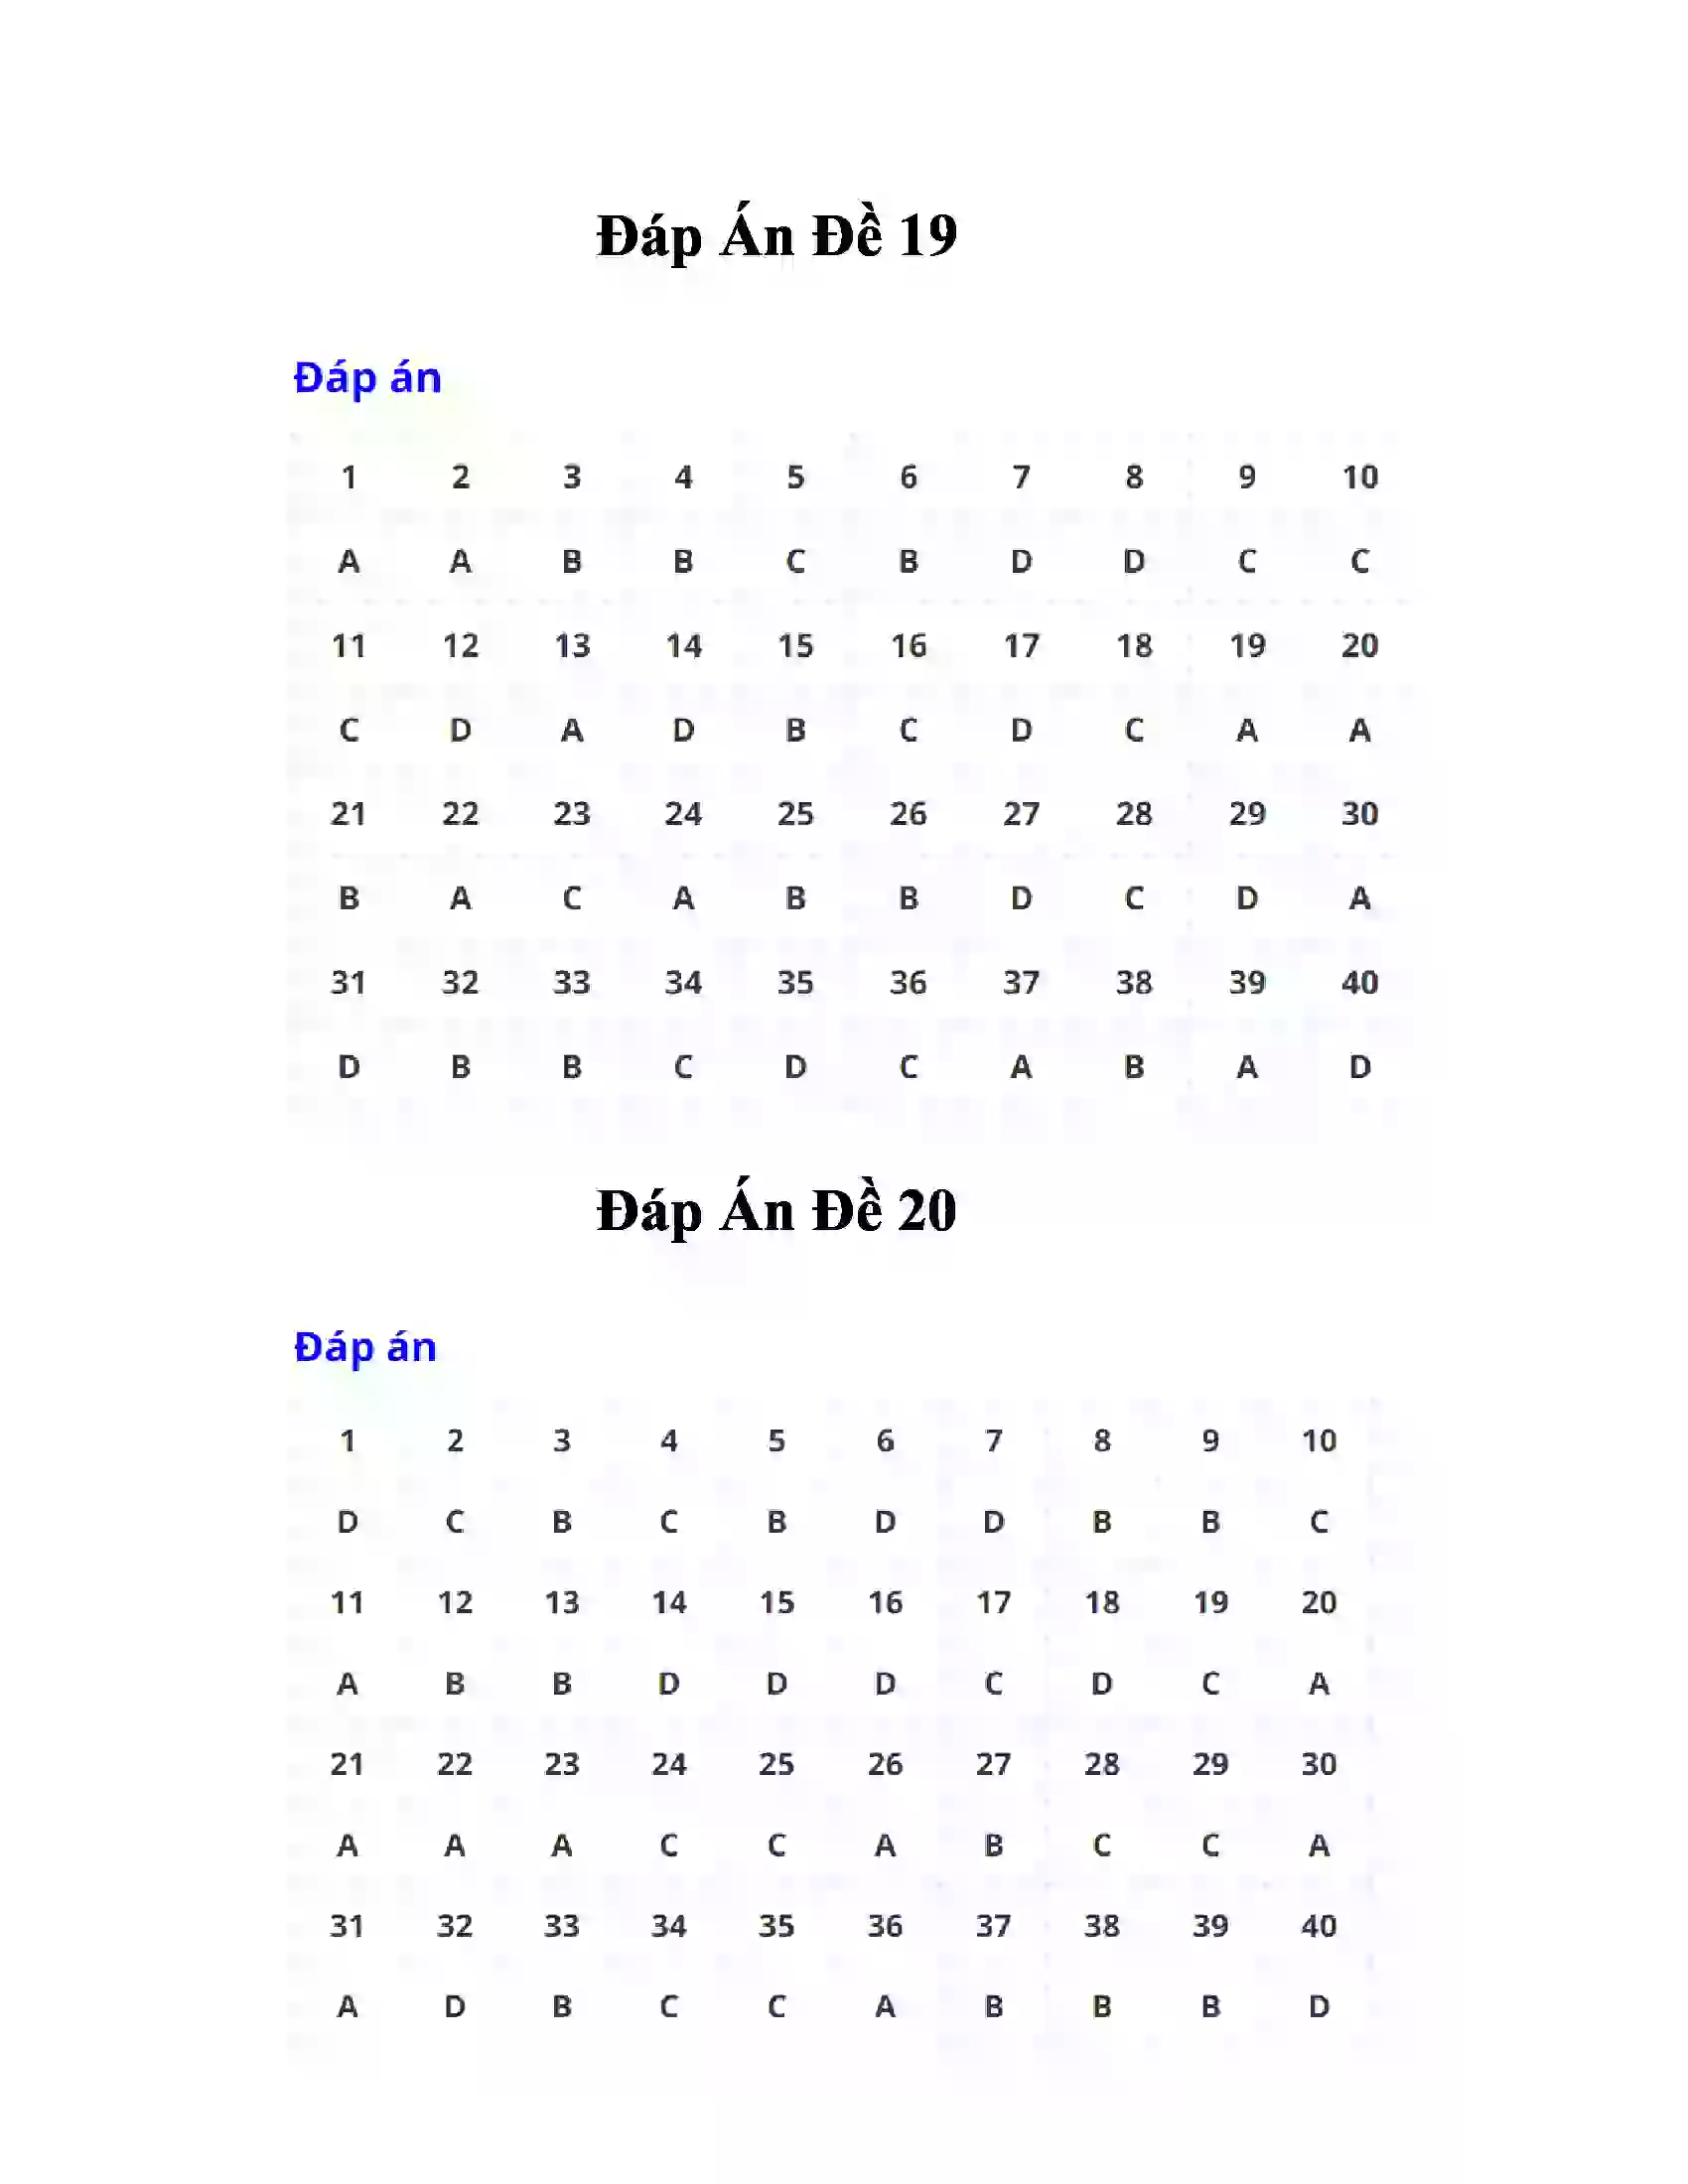 Đáp Án Đề 19
Đáp án
1 2 3 4 5 6 7 8 9 10
A A B B C B D D C C
11 12 13 14 15 16 17 18 19 20
C D A D B C D C A A
21 22 23 24 25 26 27 28 29 30
B A C A B B D C D A
31 32 33 34 35 36 37 38 39 40
D B B C D C A B A D
Đáp Án Đề 20
Đáp án
1 2 3 4 5 6 7 8 9 10
D C B C B D D B B C
11 12 13 14 15 16 17 18 19 20
A B B D D D C D C A
21 22 23 24 25 26 27 28 29 30
A A A C C A B C C A
31 32 33 34 35 36 37 38 39 40
A D B C C A B B B D